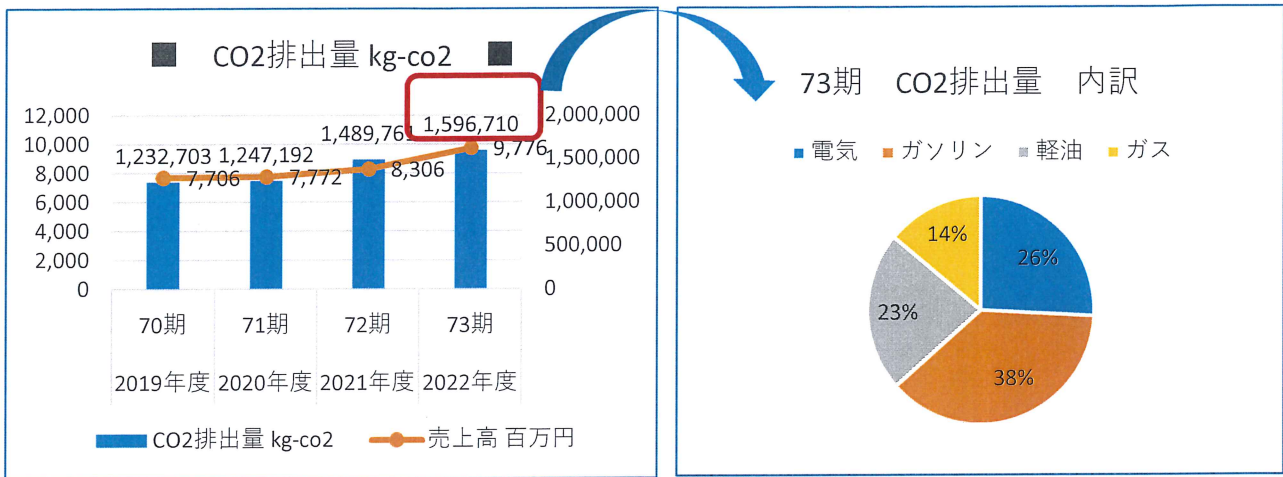 CO2排出量 kg-co2
12,000
10,000
8,000
6,000
4,000
2,000
0
2,000,000
1,500,000
1,000,000
500,000
0
1,232,703
1,247,192
1,489,761
1,596,710
7,706
7,772
8,306
9,776
70期
71期
72期
73期
2019年度
2020年度
2021年度
2022年度
CO2排出量 kg-co2
売上高 百万円
73期 CO2排出量 内訳
電気 ガソリン 軽油 ガス
14%
26%
23%
38%